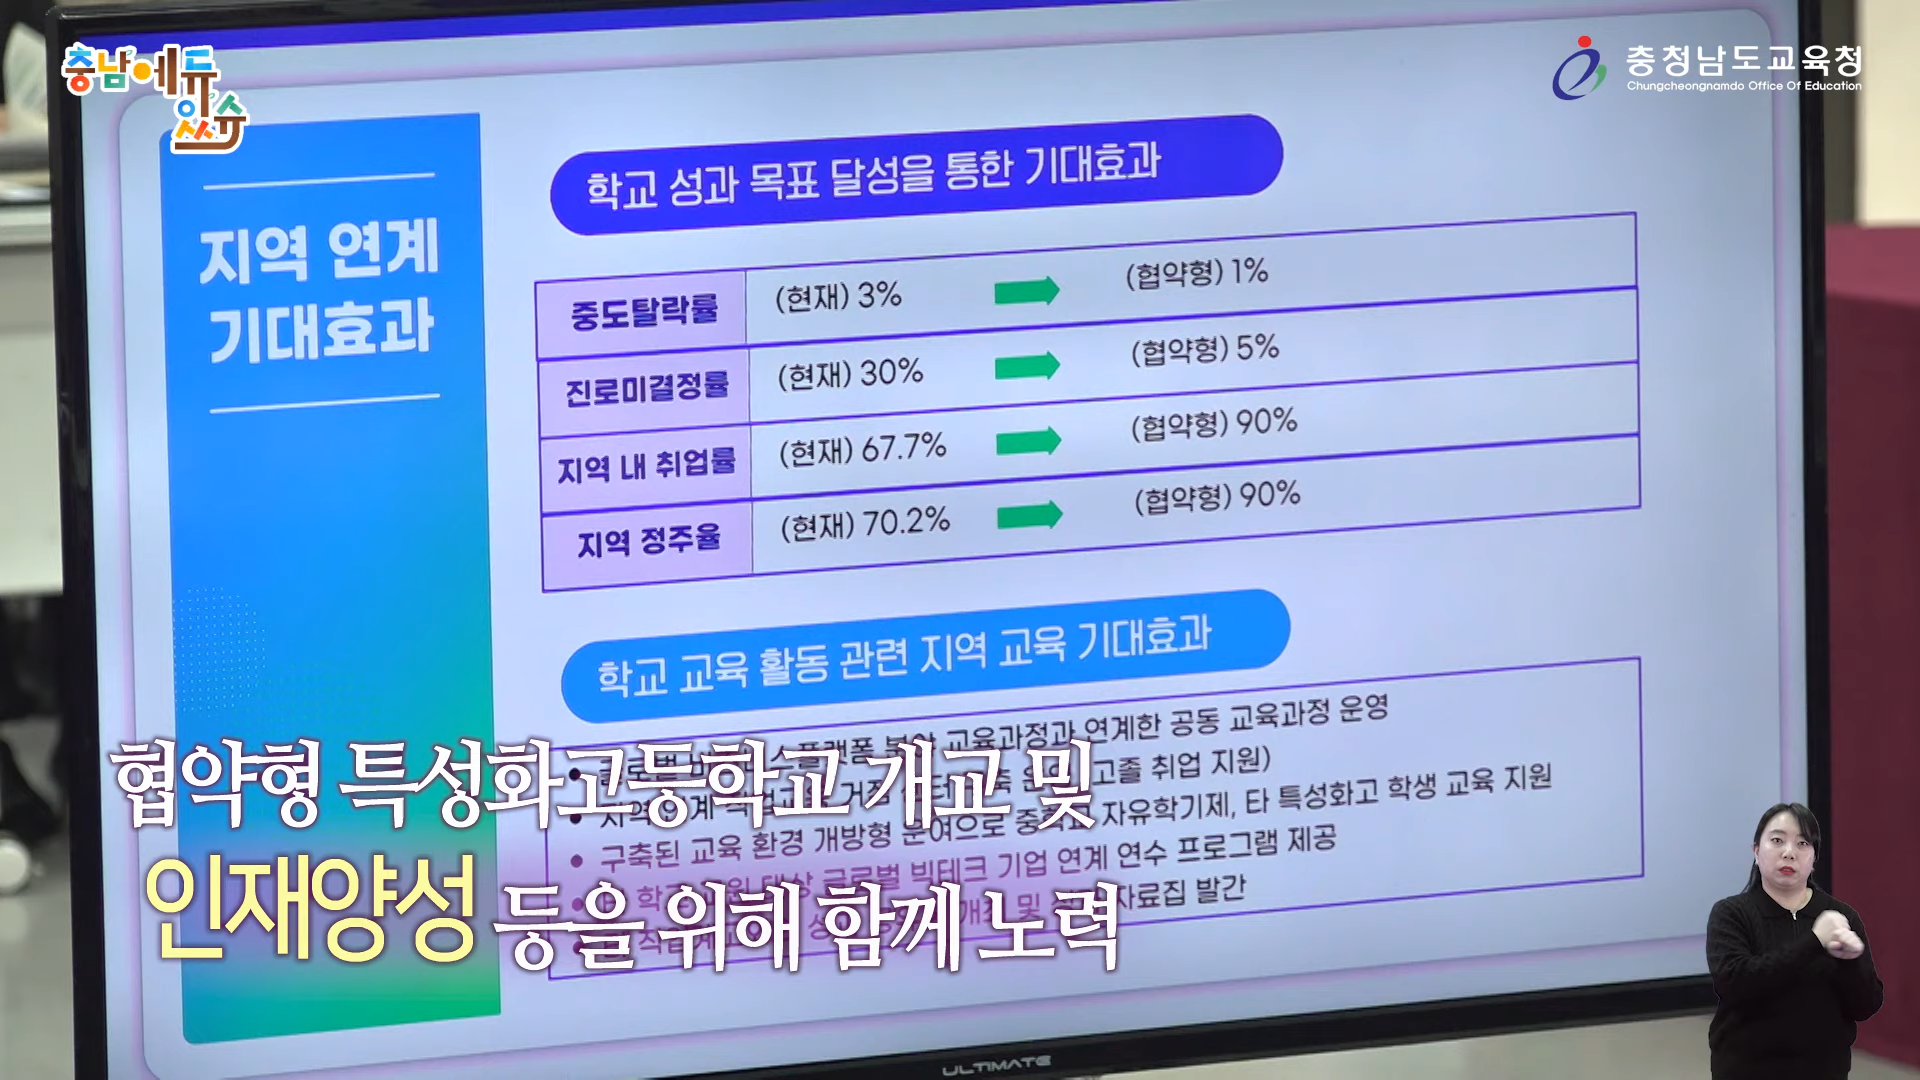 충남에듀
이쓰슈
충청남도교육청
Chungcheongnamdo Office Of Education
지역 연계
기대효과
학교 성과 목표 달성을 통한 기대효과
중도탈락률 (현재) 3% (협약형) 1%
진로미결정률 (현재) 30% (협약형) 5%
지역 내 취업률 (현재) 67.7% (협약형) 90%
지역 정주율 (현재) 70.2% (협약형) 90%
학교 교육 활동 관련 지역 교육 기대효과
교육과정과 연계한 공동 교육과정 운영
고졸 취업 지원)
구축된 교육 환경 개방형 운영으로 중학교 자유학기제, 타 특성화고 학생 교육 지원
글로벌 빅테크 기업 연계 연수 프로그램 제공
및 자료집 발간
협약형 특성화고등학교 개교 및
인재양성 등을 위해 함께 노력
ULTIMATE